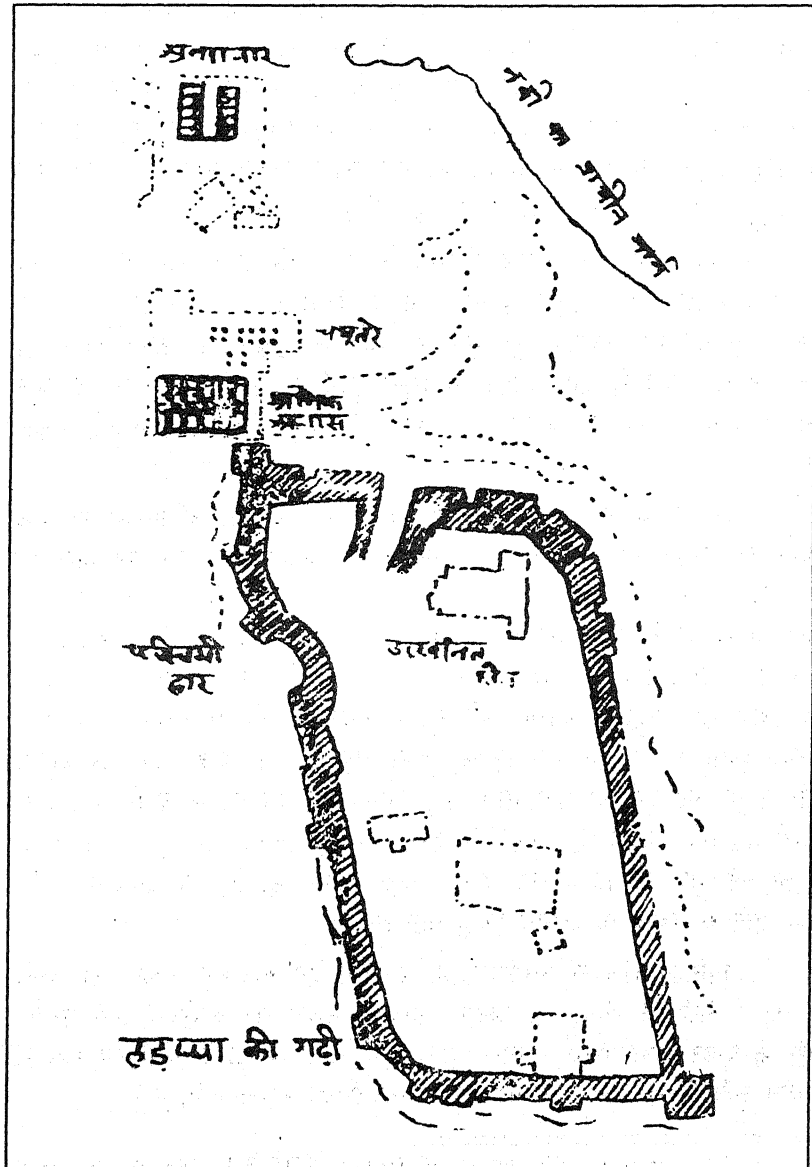 अन्नागार
नदी का प्राचीन मार्ग
चबूतरे
श्रमिक
आवास
पश्चिमी
द्वार
उत्खनित
हड़प्पा की गढ़ी